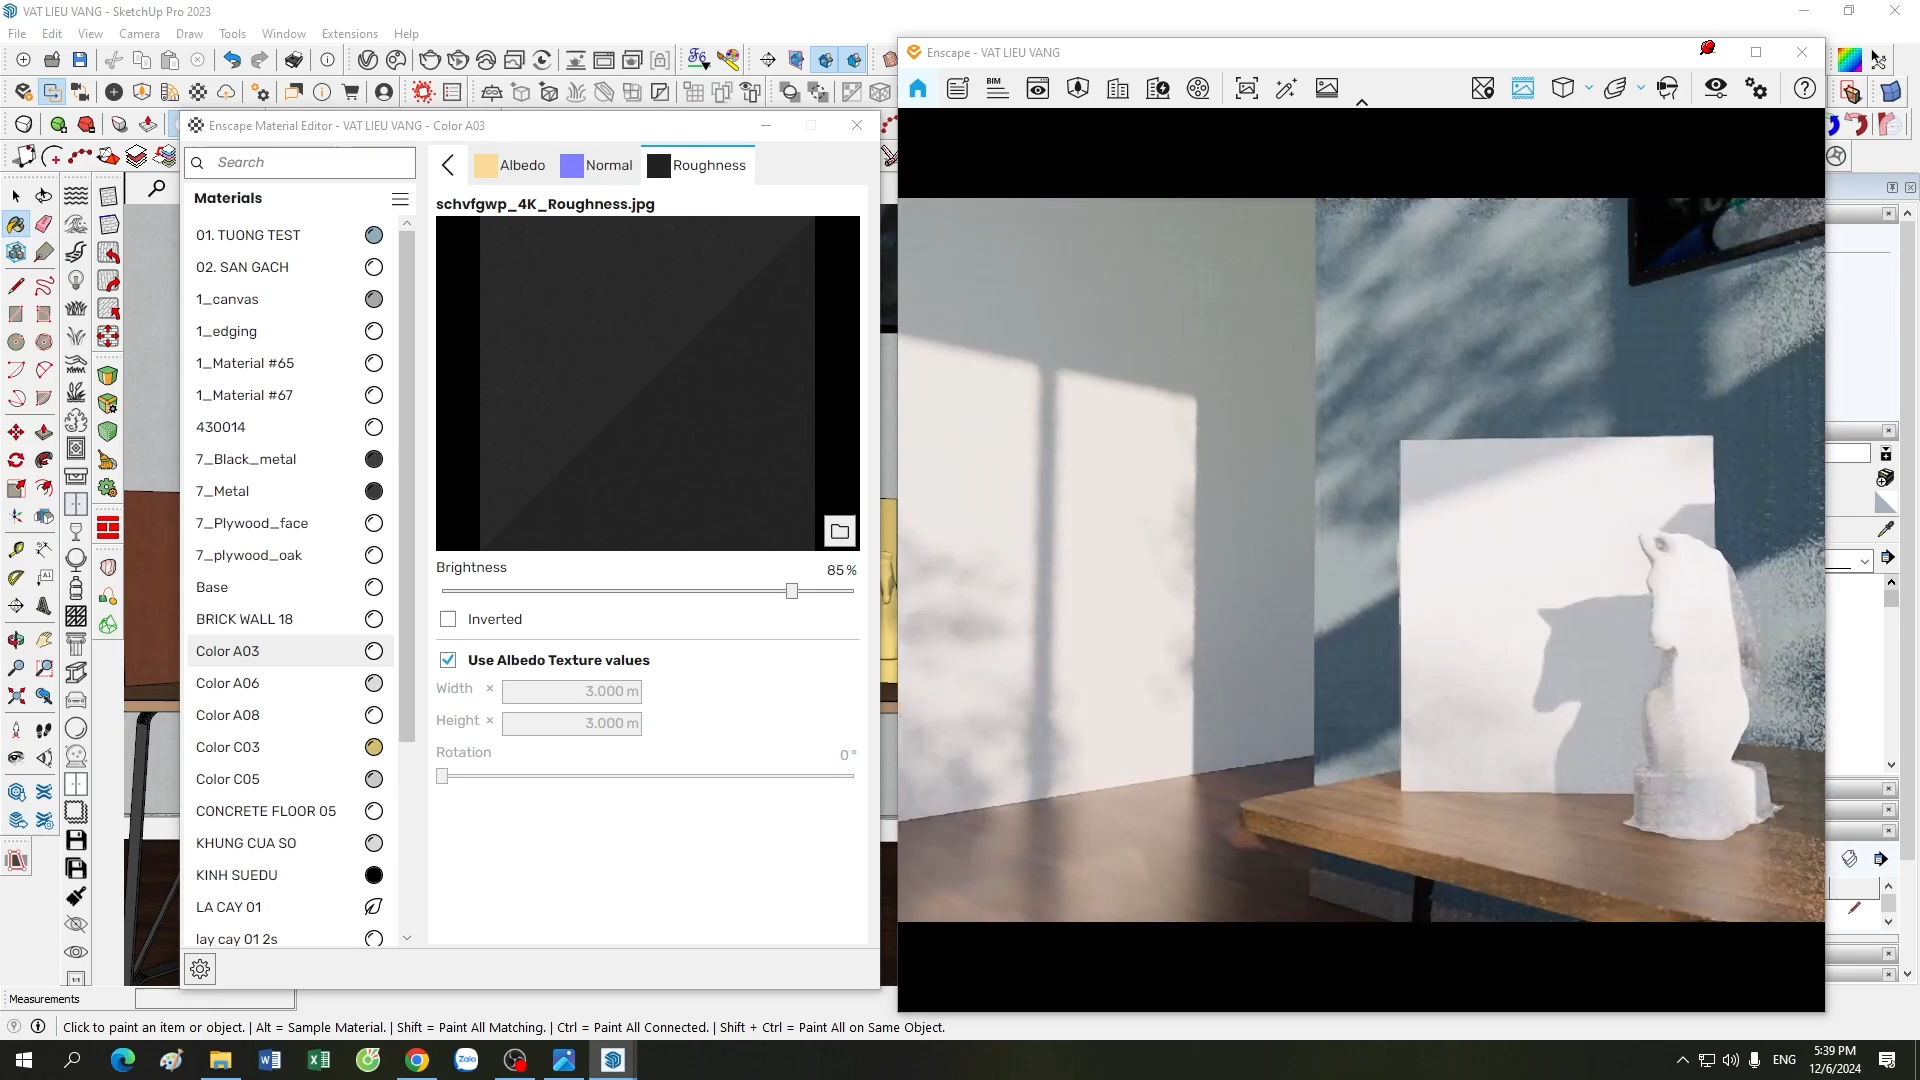 VAT LIEU VANG - SketchUp Pro 2023
File Edit View Camera Draw Tools Window Extensions Help
Enscape - VAT LIEU VANG
BIM
Enscape Material Editor - VAT LIEU VANG - Color A03
Search
Materials
01. TUONG TEST
02. SAN GACH
1_canvas
1_edging
1_Material #65
1_Material #67
430014
7_Black_metal
7_Metal
7_Plywood_face
7_plywood_oak
Base
BRICK WALL 18
Color A03
Color A06
Color A08
Color C03
Color C05
CONCRETE FLOOR 05
KHUNG CUA SO
KINH SUEDU
LA CAY 01
lay cay 01 2s
Albedo Normal Roughness
schvfgwp_4K_Roughness.jpg
Brightness 85%
Inverted
Use Albedo Texture values
Width × 3.000 m
Height × 3.000 m
Rotation 0°
Measurements
Click to paint an item or object. | Alt = Sample Material. | Shift = Paint All Matching. | Ctrl = Paint All Connected. | Shift + Ctrl = Paint All on Same Object.
Zalo
ENG
5:39 PM
12/6/2024